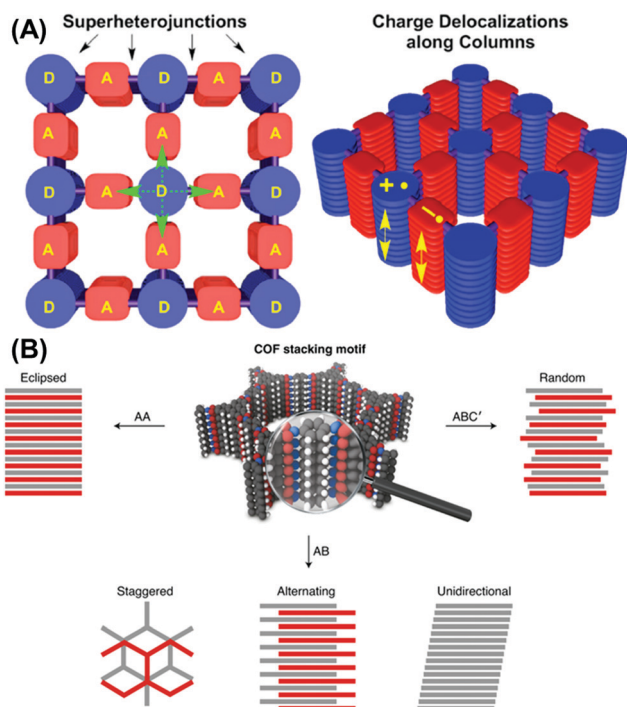 (A)
Superheterojunctions
Charge Delocalizations
along Columns
D A D A D
A A A
D A D A D
A A A
D A D A D
+ •
– •
(B)
COF stacking motif
Eclipsed
Random
AA
ABC′
AB
Staggered
Alternating
Unidirectional